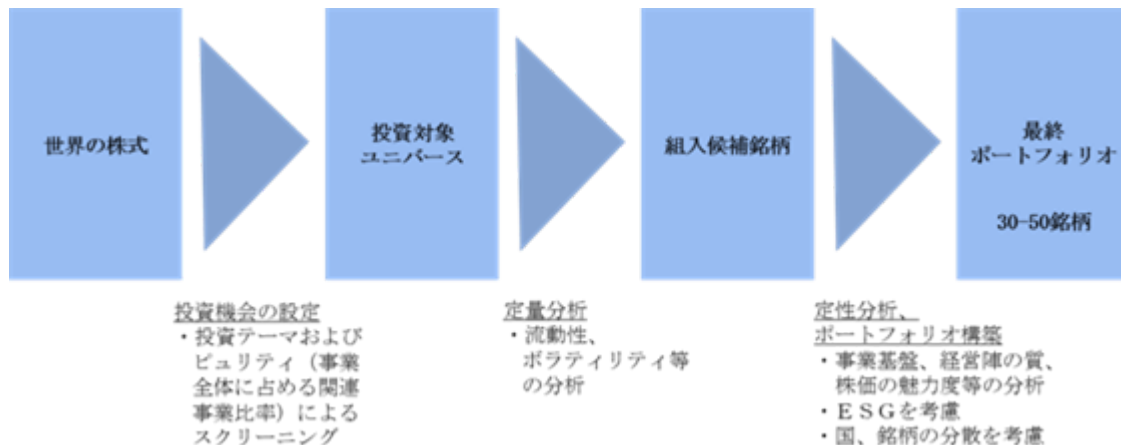 世界の株式
投資対象
ユニバース
組入候補銘柄
最終
ポートフォリオ
30-50銘柄
投資機会の設定
・投資テーマおよび
ピュリティ（事業
全体に占める関連
事業比率）による
スクリーニング
定量分析
・流動性、
ボラティリティ等
の分析
定性分析、
ポートフォリオ構築
・事業基盤、経営陣の質、
株価の魅力度等の分析
・ＥＳＧを考慮
・国、銘柄の分散を考慮